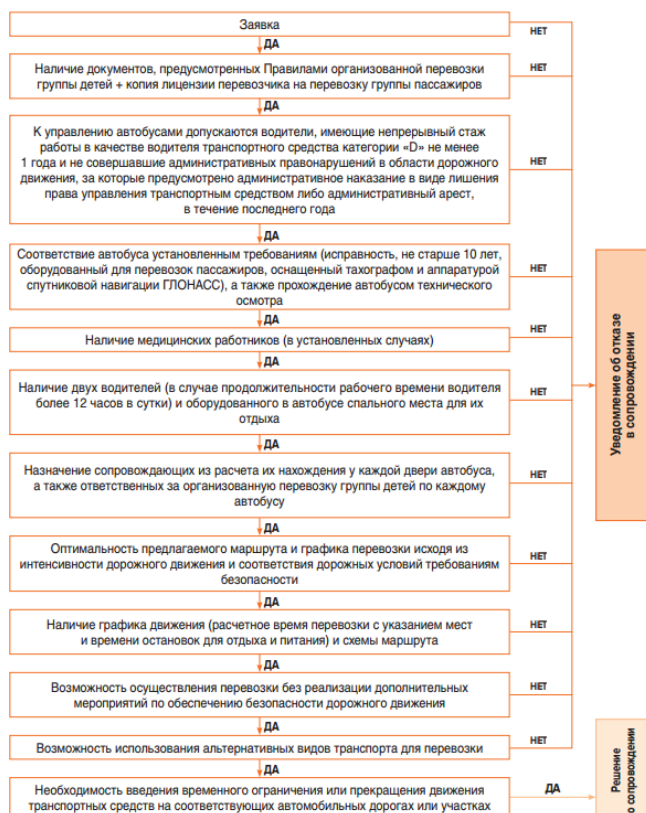 Заявка
НЕТ
ДА
Наличие документов, предусмотренных Правилами организованной перевозки
группы детей + копия лицензии перевозчика на перевозку группы пассажиров
НЕТ
ДА
К управлению автобусами допускаются водители, имеющие непрерывный стаж
работы в качестве водителя транспортного средства категории «D» не менее
1 года и не совершавшие административных правонарушений в области дорожного
движения, за которые предусмотрено административное наказание в виде лишения
права управления транспортным средством либо административный арест,
в течение последнего года
НЕТ
ДА
Соответствие автобуса установленным требованиям (исправность, не старше 10 лет,
оборудованный для перевозок пассажиров, оснащенный тахографом и аппаратурой
спутниковой навигации ГЛОНАСС), а также прохождение автобусом технического
осмотра
НЕТ
ДА
Наличие медицинских работников (в установленных случаях)
НЕТ
ДА
Наличие двух водителей (в случае продолжительности рабочего времени водителя
более 12 часов в сутки) и оборудованного в автобусе спального места для их
отдыха
НЕТ
ДА
Назначение сопровождающих из расчета их нахождения у каждой двери автобуса,
а также ответственных за организованную перевозку группы детей по каждому
автобусу
НЕТ
ДА
Оптимальность предлагаемого маршрута и графика перевозки исходя из
интенсивности дорожного движения и соответствия дорожных условий требованиям
безопасности
НЕТ
ДА
Наличие графика движения (расчетное время перевозки с указанием мест
и времени остановок для отдыха и питания) и схемы маршрута
НЕТ
ДА
Возможность осуществления перевозки без реализации дополнительных
мероприятий по обеспечению безопасности дорожного движения
НЕТ
ДА
Возможность использования альтернативных видов транспорта для перевозки
НЕТ
ДА
Необходимость введения временного ограничения или прекращения движения
транспортных средств на соответствующих автомобильных дорогах или участках
ДА
Уведомление об отказе
в сопровождении
Решение
о сопровождении